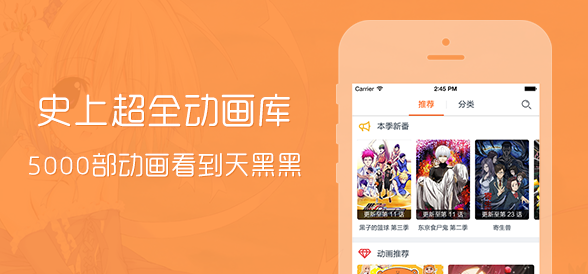 史上超全动画库
5000部动画看到天黑黑
Carrier 2:45 PM
推荐 分类
本季新番
更新至第 11 话 更新至第 11 话 更新至第 23 话
黑子的篮球 第三季 东京食尸鬼 第二季 寄生兽
动画推荐